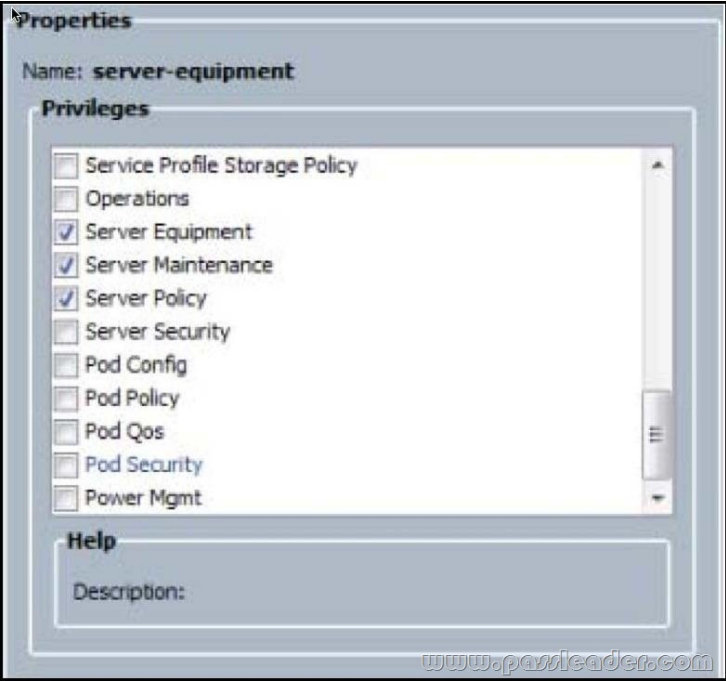 Properties
Name: server-equipment
Privileges
Service Profile Storage Policy
Operations
Server Equipment
Server Maintenance
Server Policy
Server Security
Pod Config
Pod Policy
Pod Qos
Pod Security
Power Mgmt
Help
Description:
www.passleader.com